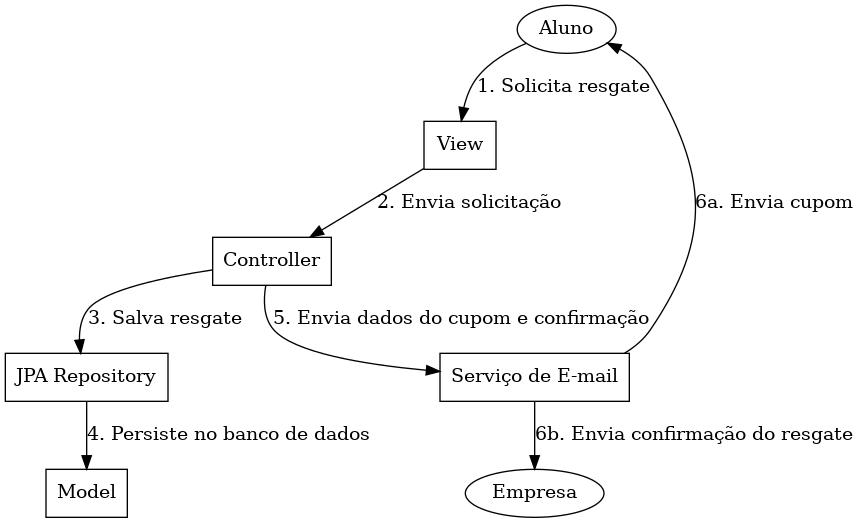 Aluno
1. Solicita resgate
View
2. Envia solicitação
6a. Envia cupom
Controller
3. Salva resgate
5. Envia dados do cupom e confirmação
JPA Repository
Serviço de E-mail
4. Persiste no banco de dados
6b. Envia confirmação do resgate
Model
Empresa